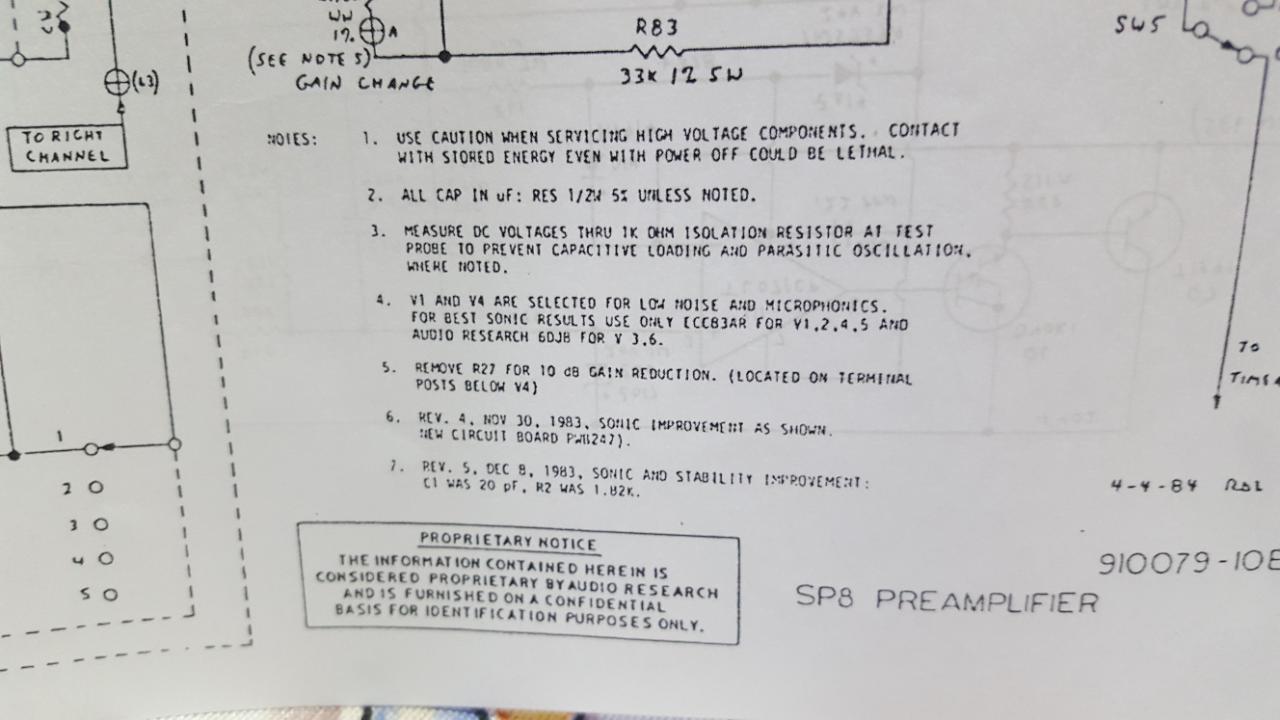 WW
1%
A
R83
SW5
(SEE NOTE 5)
GAIN CHANGE
33K 12.5W
(L3)
TO RIGHT
CHANNEL
NOTES:
1. USE CAUTION WHEN SERVICING HIGH VOLTAGE COMPONENTS. CONTACT
WITH STORED ENERGY EVEN WITH POWER OFF COULD BE LETHAL.
2. ALL CAP IN uF: RES 1/2W 5% UNLESS NOTED.
3. MEASURE DC VOLTAGES THRU 1K OHM ISOLATION RESISTOR AT TEST
PROBE TO PREVENT CAPACITIVE LOADING AND PARASITIC OSCILLATION,
WHERE NOTED.
4. V1 AND V4 ARE SELECTED FOR LOW NOISE AND MICROPHONICS.
FOR BEST SONIC RESULTS USE ONLY ECC83AR FOR V1,2,4,5 AND
AUDIO RESEARCH 6DJ8 FOR V 3,6.
5. REMOVE R27 FOR 10 dB GAIN REDUCTION. (LOCATED ON TERMINAL
POSTS BELOW V4)
6. REV. 4, NOV 30, 1983, SONIC IMPROVEMENT AS SHOWN.
NEW CIRCUIT BOARD PWB247).
7. REV. 5, DEC 8, 1983, SONIC AND STABILITY IMPROVEMENT:
C1 WAS 20 pF, R2 WAS 1.82K.
TO
1
2
3
4
5
4-4-84
PROPRIETARY NOTICE
THE INFORMATION CONTAINED HEREIN IS
CONSIDERED PROPRIETARY BY AUDIO RESEARCH
AND IS FURNISHED ON A CONFIDENTIAL
BASIS FOR IDENTIFICATION PURPOSES ONLY.
910079-10E
SP8 PREAMPLIFIER